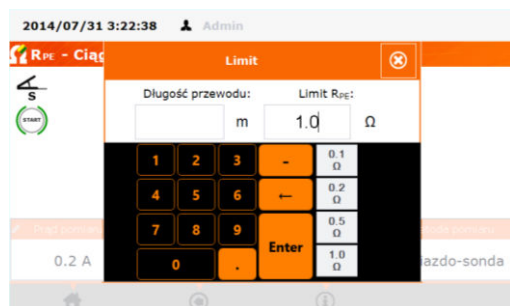 2014/07/31 3:22:38 Admin
RPE - Ciąg
Limit
S
START
Długość przewodu: Limit RPE:
m 1.0 Ω
1 2 3 - 0.1 Ω
4 5 6 ← 0.2 Ω
7 8 9 Enter 0.5 Ω
0 . 1.0 Ω
0.2 A iazdo-sonda